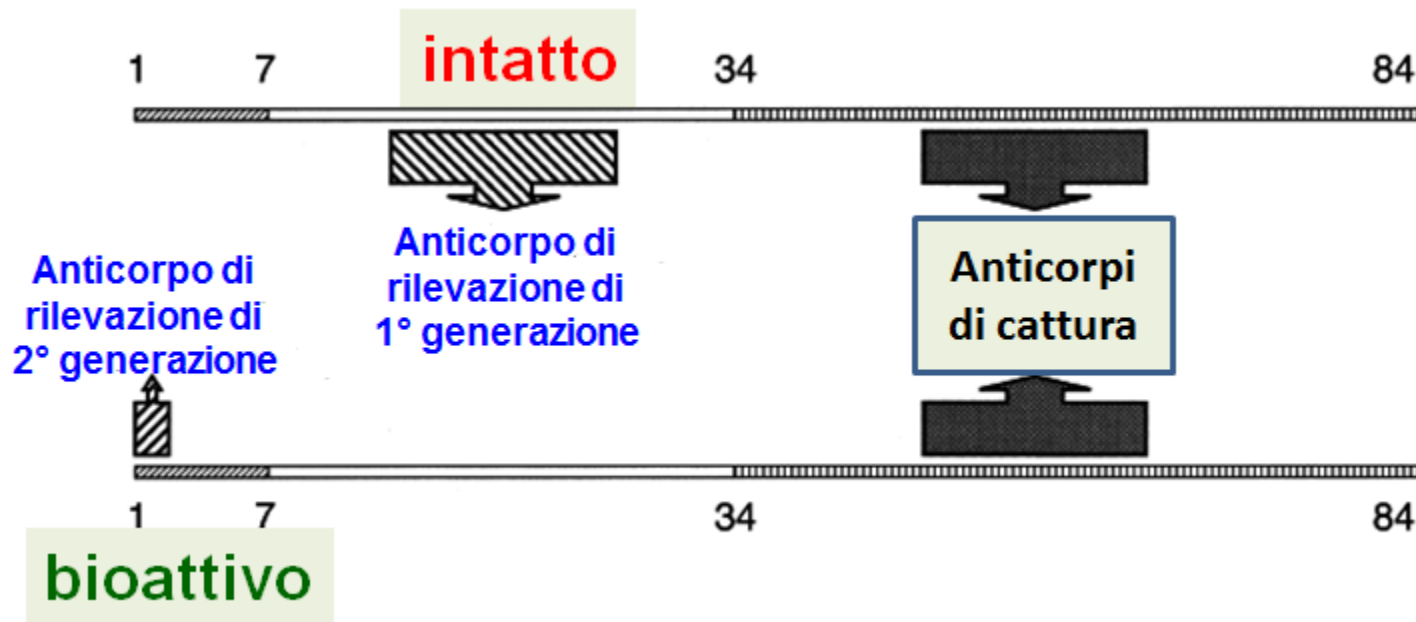 intatto
1 7 34 84
Anticorpo di
rilevazione di
1° generazione
Anticorpo di
rilevazione di
2° generazione
Anticorpi
di cattura
1 7 34 84
bioattivo